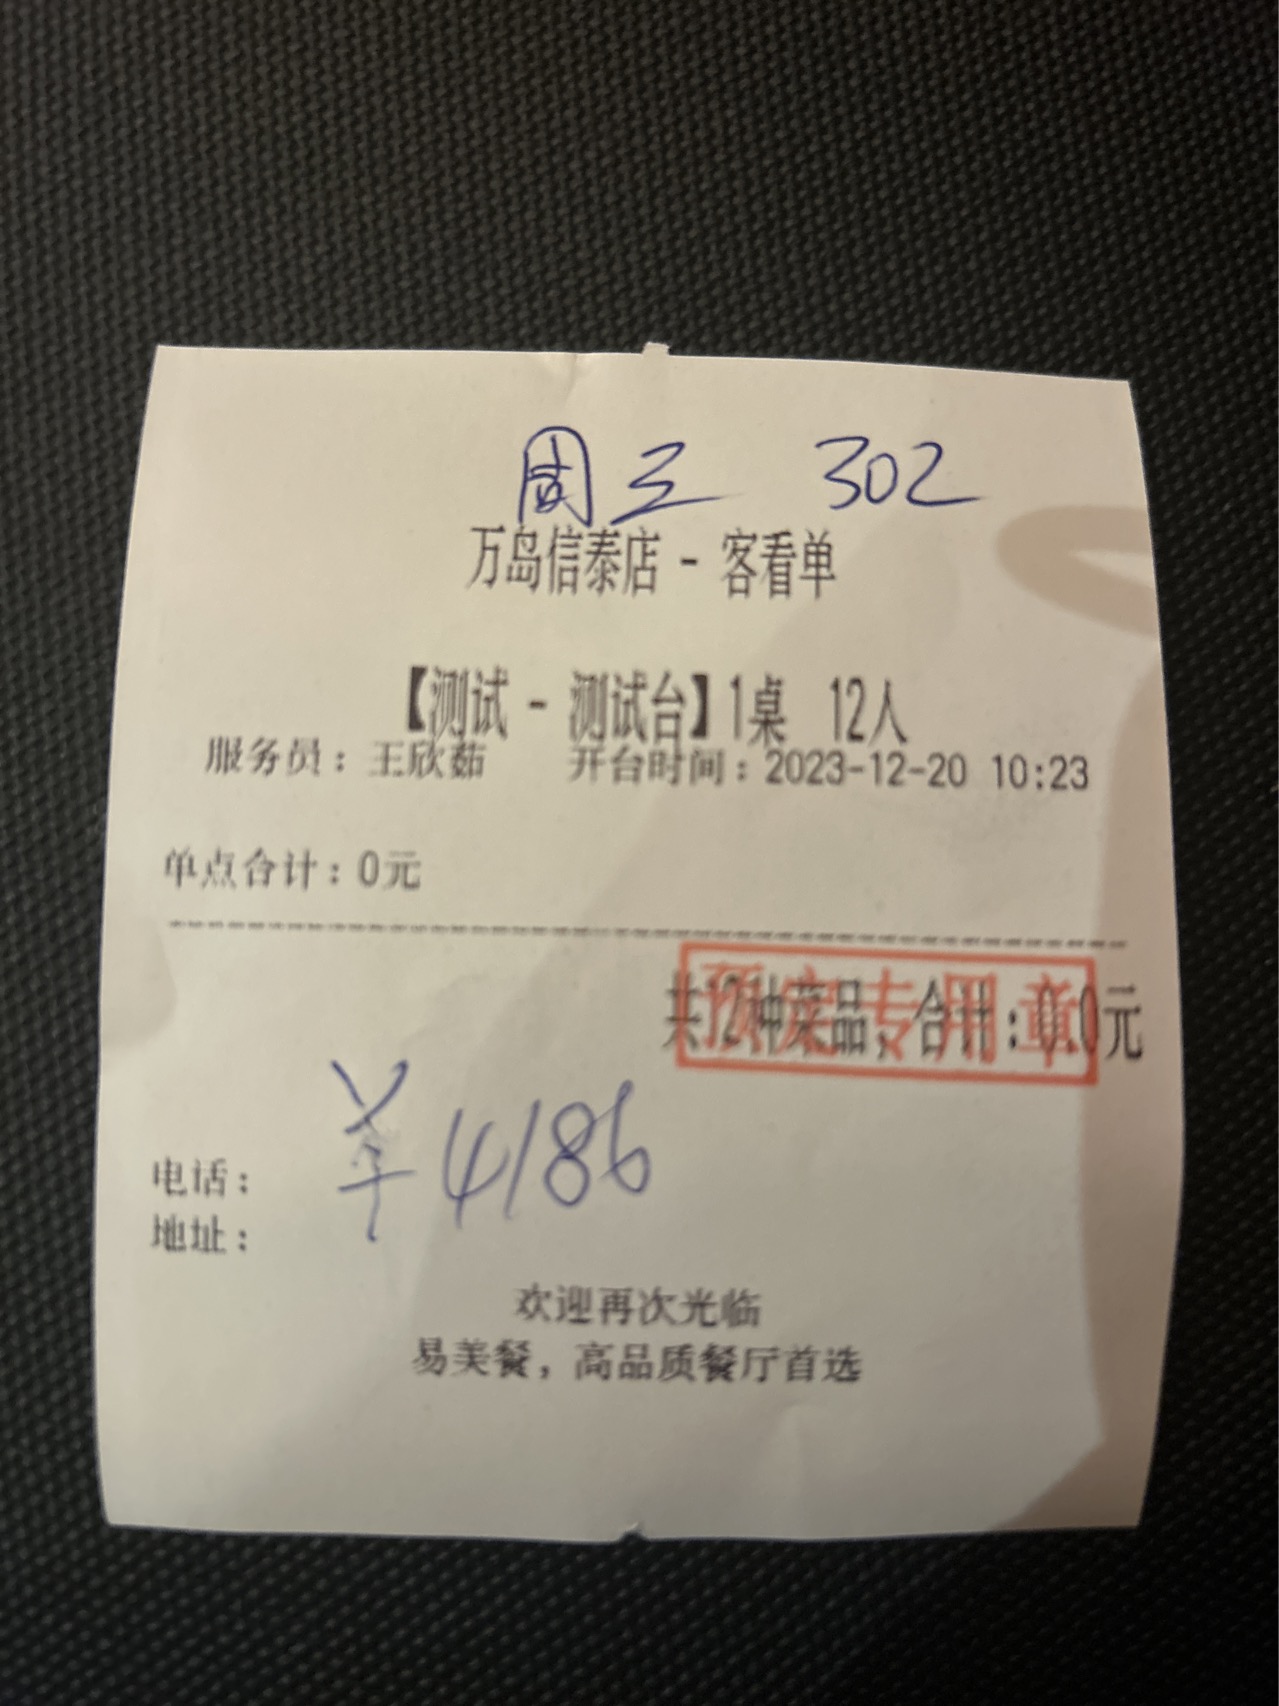 周三 302
万岛信泰店 - 客看单
【测试 - 测试台】1桌 12人
服务员：王欣茹 开台时间：2023-12-20 10:23
单点合计：0元
共12种菜品，合计：0.0元
预定专用章
¥4186
电话：
地址：
欢迎再次光临
易美餐，高品质餐厅首选